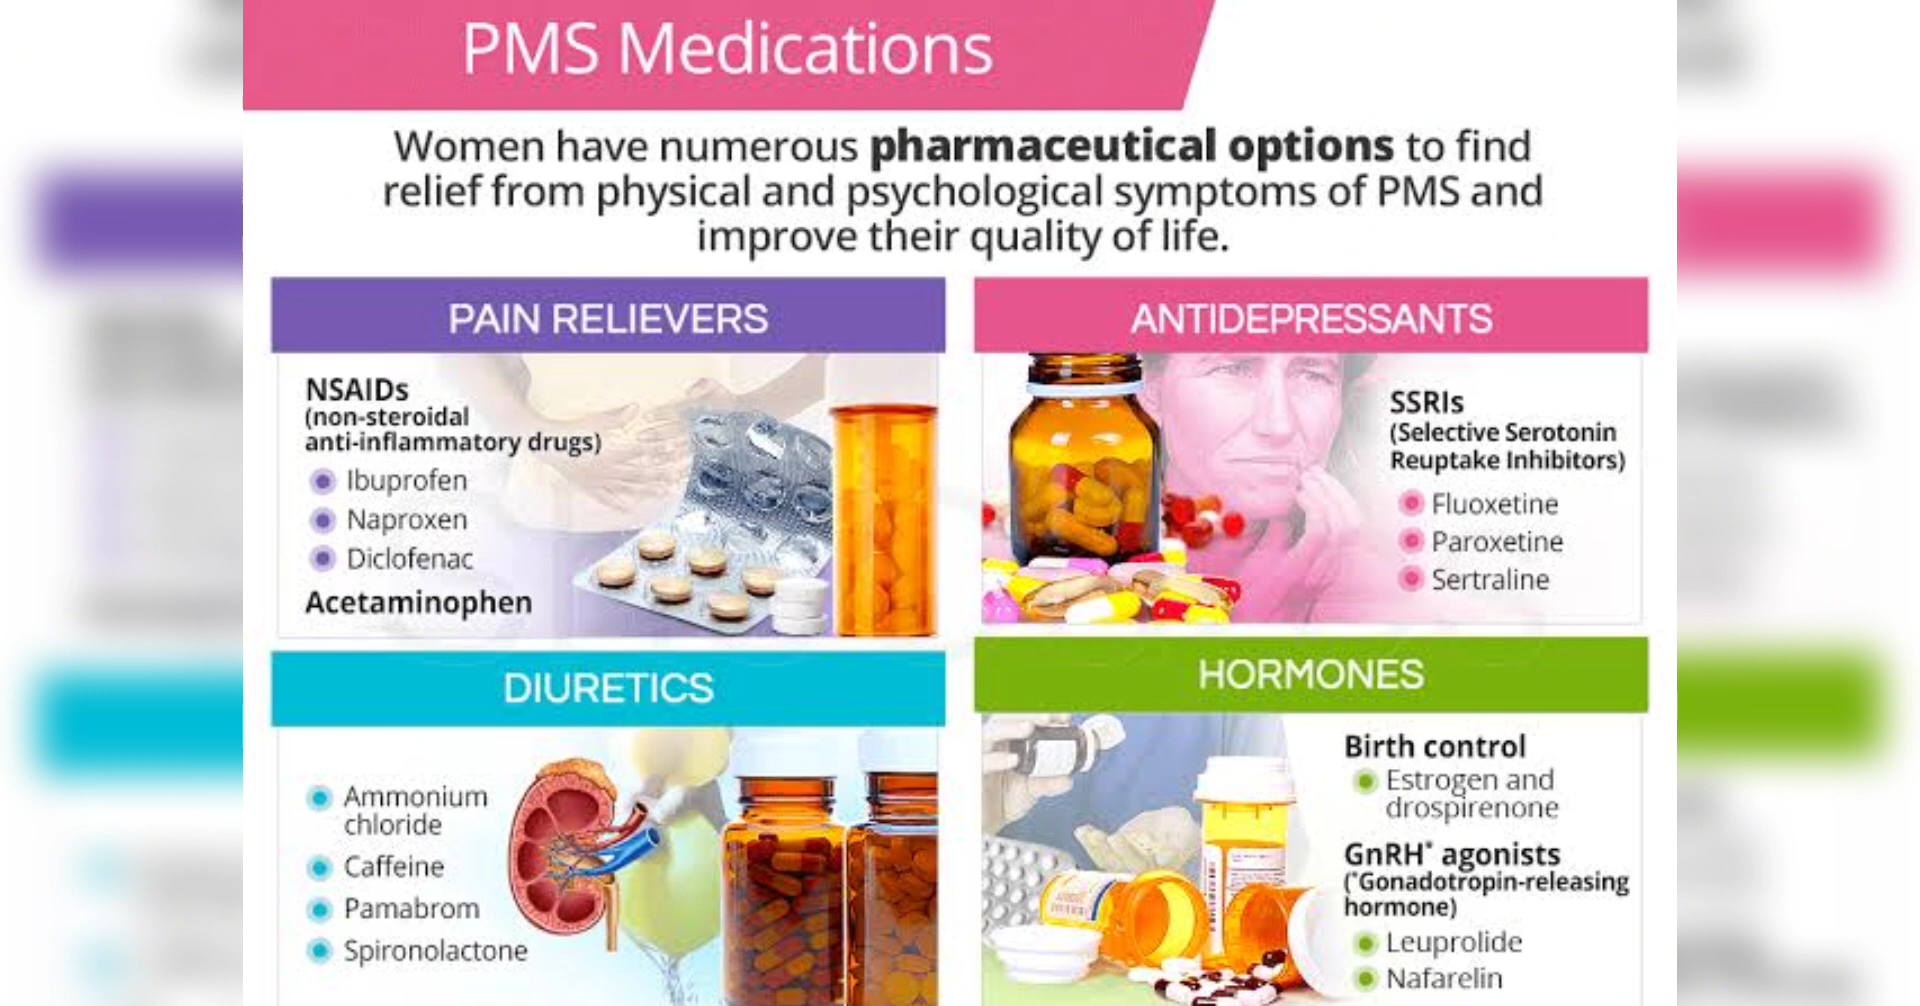 PMS Medications
Women have numerous pharmaceutical options to find
relief from physical and psychological symptoms of PMS and
improve their quality of life.
PAIN RELIEVERS
NSAIDs
(non-steroidal
anti-inflammatory drugs)
Ibuprofen
Naproxen
Diclofenac
Acetaminophen
ANTIDEPRESSANTS
SSRIs
(Selective Serotonin
Reuptake Inhibitors)
Fluoxetine
Paroxetine
Sertraline
DIURETICS
Ammonium
chloride
Caffeine
Pamabrom
Spironolactone
HORMONES
Birth control
Estrogen and
drospirenone
GnRH* agonists
(*Gonadotropin-releasing
hormone)
Leuprolide
Nafarelin